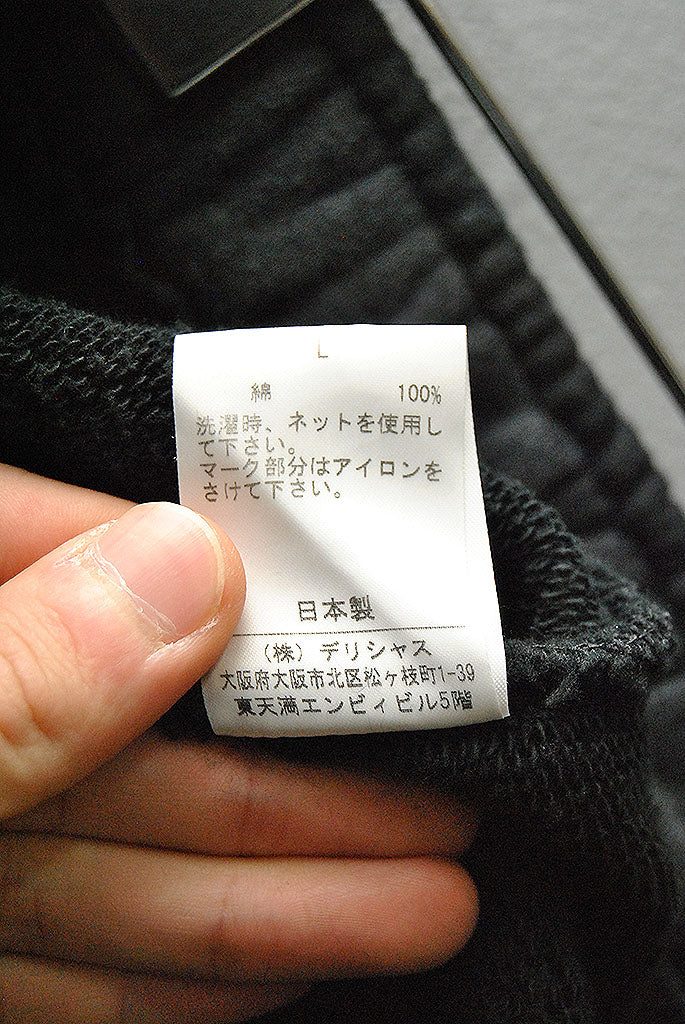 L
綿 100%
洗濯時、ネットを使用し
て下さい。
マーク部分はアイロンを
さけて下さい。
日本製
（株）デリシャス
大阪府大阪市北区松ヶ枝町1-39
東天満エンビィビル5階